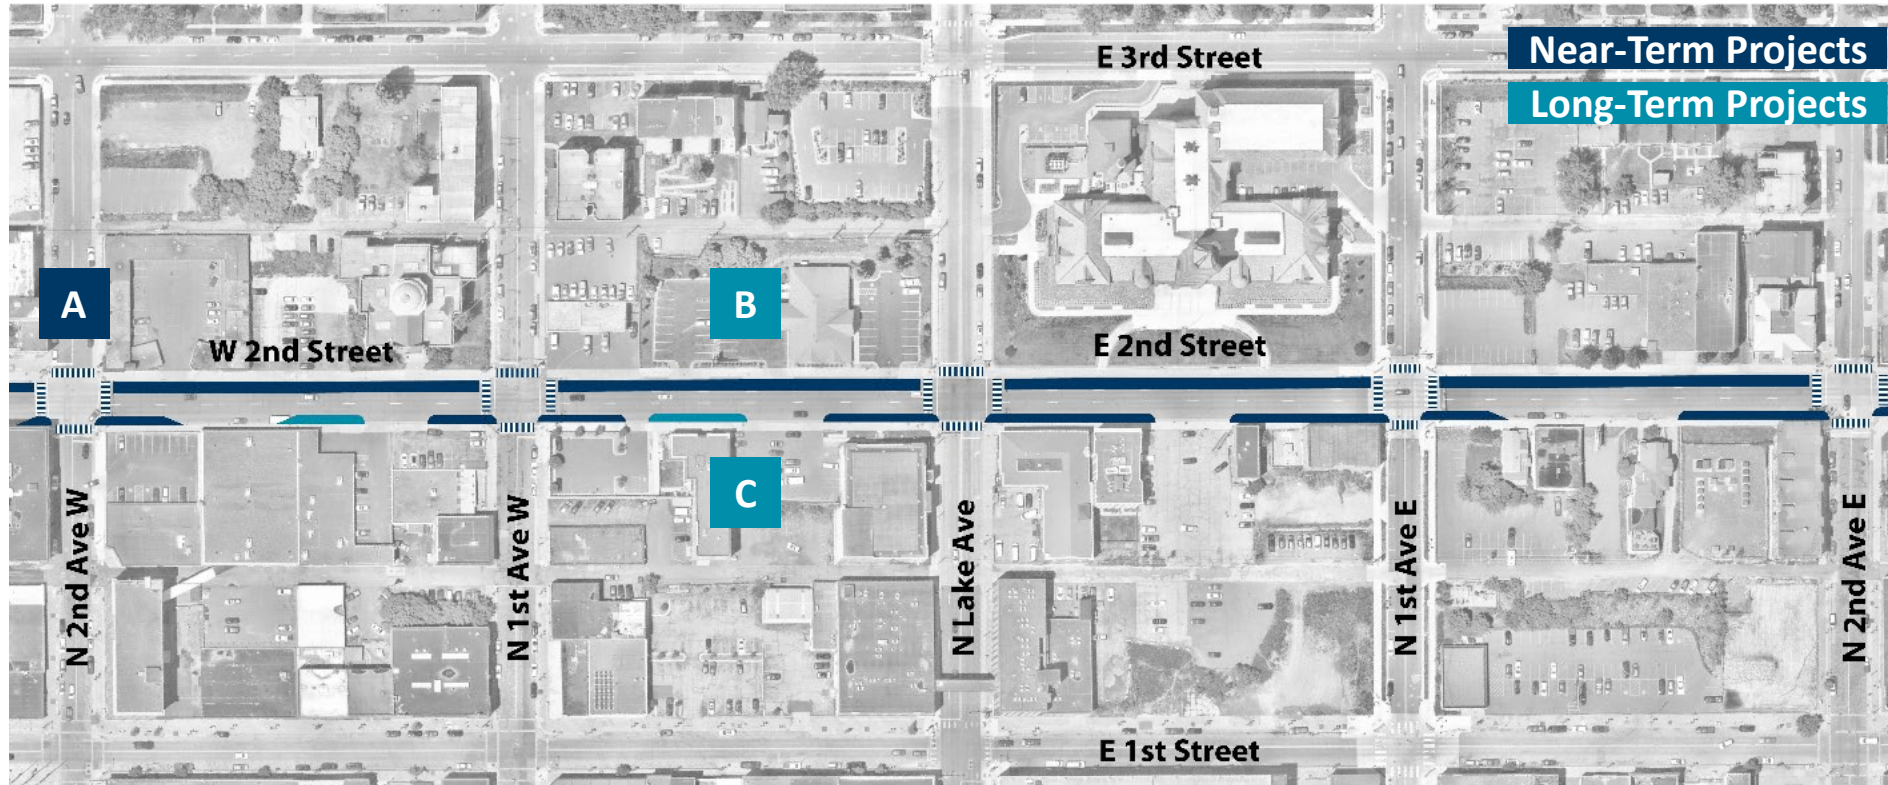 E 3rd Street
Near-Term Projects
Long-Term Projects
A
B
W 2nd Street
E 2nd Street
C
N 2nd Ave W
N 1st Ave W
N Lake Ave
N 1st Ave E
N 2nd Ave E
E 1st Street